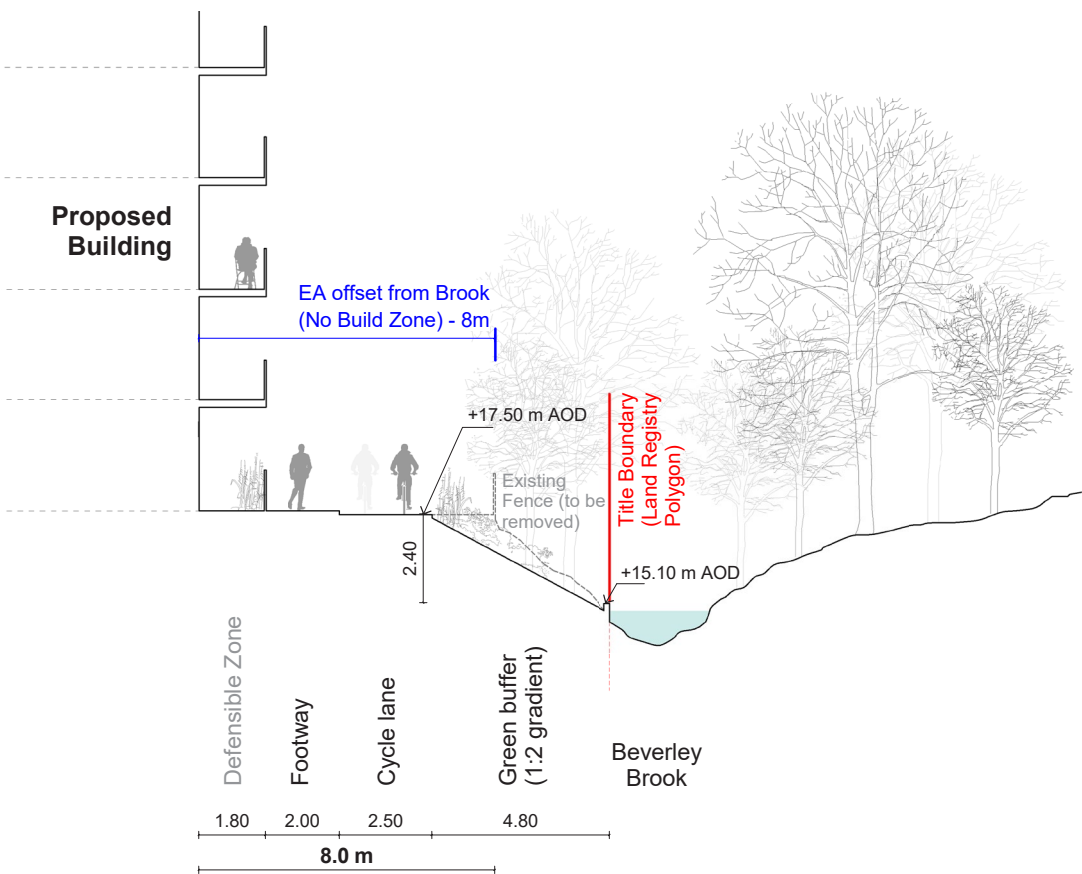 Proposed
Building
EA offset from Brook
(No Build Zone) - 8m
+17.50 m AOD
Existing
Fence (to be
removed)
Title Boundary
(Land Registry
Polygon)
2.40
+15.10 m AOD
Defensible Zone
Footway
Cycle lane
Green buffer
(1:2 gradient)
Beverley
Brook
1.80
2.00
2.50
4.80
8.0 m